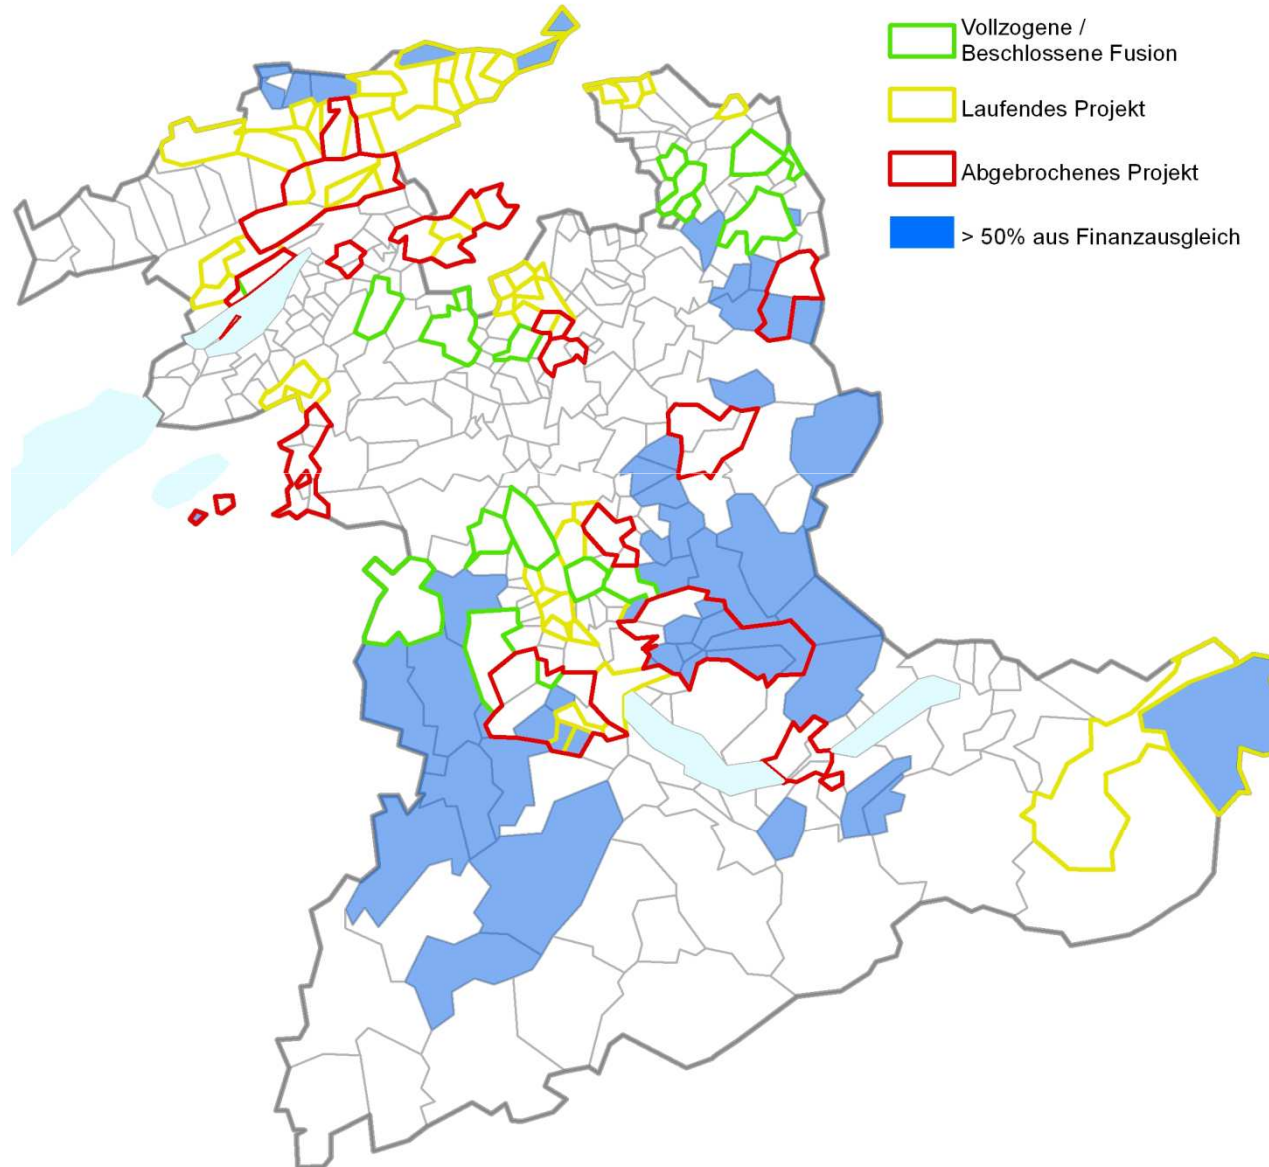 Vollzogene /
Beschlossene Fusion
Laufendes Projekt
Abgebrochenes Projekt
> 50% aus Finanzausgleich